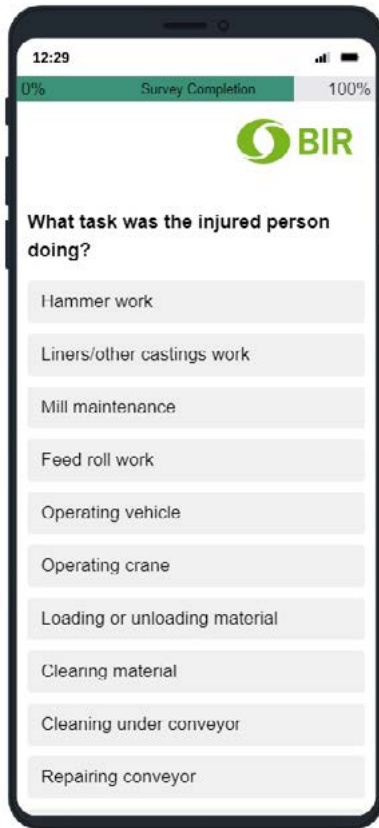 12:29
0% Survey Completion 100%
BIR
What task was the injured person
doing?
Hammer work
Liners/other castings work
Mill maintenance
Feed roll work
Operating vehicle
Operating crane
Loading or unloading material
Clearing material
Cleaning under conveyor
Repairing conveyor